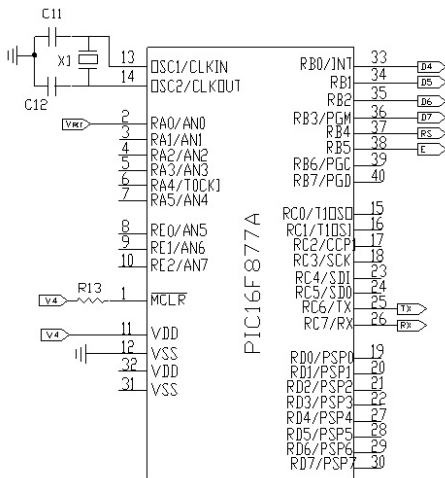 C11
X1
C12
13 OSC1/CLKIN
14 OSC2/CLKOUT
2 RA0/AN0
3 RA1/AN1
4 RA2/AN2
5 RA3/AN3
6 RA4/T0CKI
7 RA5/AN4
8 RE0/AN5
9 RE1/AN6
10 RE2/AN7
V4 R13 1 MCLR
V4 11 VDD
12 VSS
32 VDD
31 VSS
PIC16F877A
RB0/INT 33 D4
RB1 34 D5
RB2 35 D6
RB3/PGM 36 D7
RB4 37 RS
RB5 38 E
RB6/PGC 39
RB7/PGD 40
RC0/T1OSO 15
RC1/T1OSI 16
RC2/CCP1 17
RC3/SCK 18
RC4/SDI 23
RC5/SDO 24
RC6/TX 25 TX
RC7/RX 26 RX
RD0/PSP0 19
RD1/PSP1 20
RD2/PSP2 21
RD3/PSP3 22
RD4/PSP4 27
RD5/PSP5 28
RD6/PSP6 29
RD7/PSP7 30